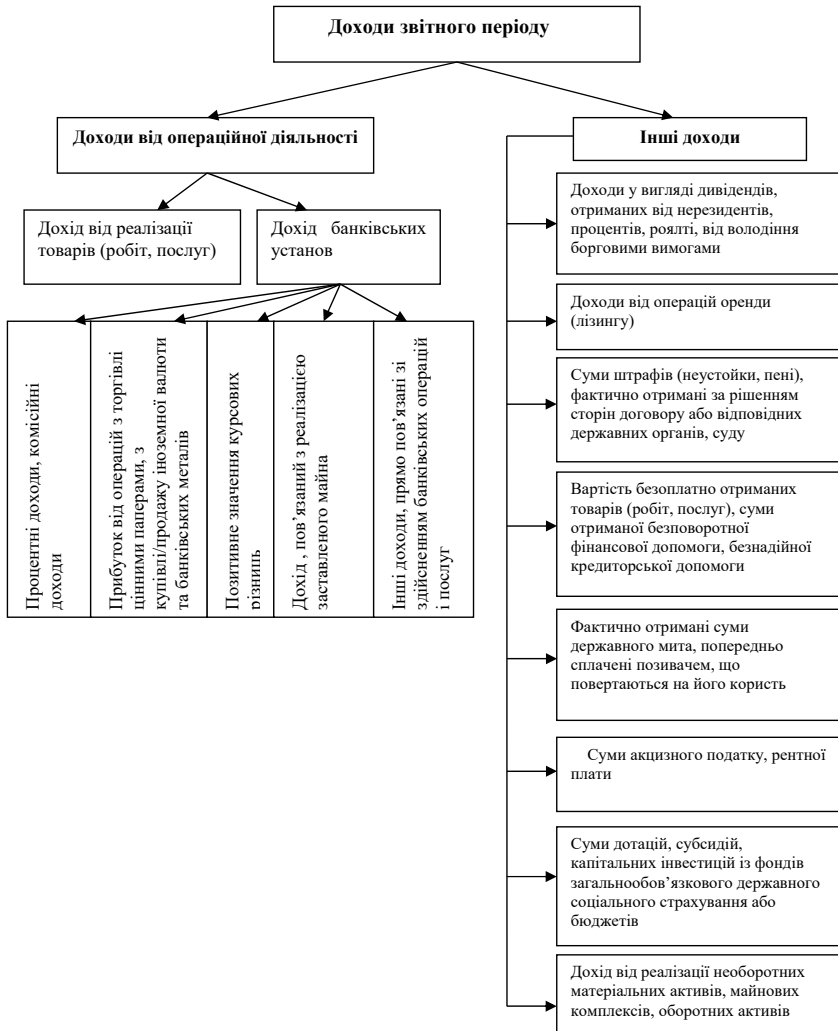 Доходи звітного періоду
Доходи від операційної діяльності
Інші доходи
Дохід від реалізації
товарів (робіт, послуг)
Дохід банківських
установ
Процентні доходи, комісійні
доходи
Прибуток від операцій з торгівлі
цінними паперами, з
купівлі/продажу іноземної валюти
та банківських металів
Позитивне значення курсових
різниць
Дохід , пов’язаний з реалізацією
заставленого майна
Інші доходи, прямо пов’язані зі
здійсненням банківських операцій
і послуг
Доходи у вигляді дивідендів,
отриманих від нерезидентів,
процентів, роялті, від володіння
борговими вимогами
Доходи від операцій оренди
(лізингу)
Суми штрафів (неустойки, пені),
фактично отримані за рішенням
сторін договору або відповідних
державних органів, суду
Вартість безоплатно отриманих
товарів (робіт, послуг), суми
отриманої безповоротної
фінансової допомоги, безнадійної
кредиторської допомоги
Фактично отримані суми
державного мита, попередньо
сплачені позивачем, що
повертаються на його користь
Суми акцизного податку, рентної
плати
Суми дотацій, субсидій,
капітальних інвестицій із фондів
загальнообов’язкового державного
соціального страхування або
бюджетів
Дохід від реалізації необоротних
матеріальних активів, майнових
комплексів, оборотних активів